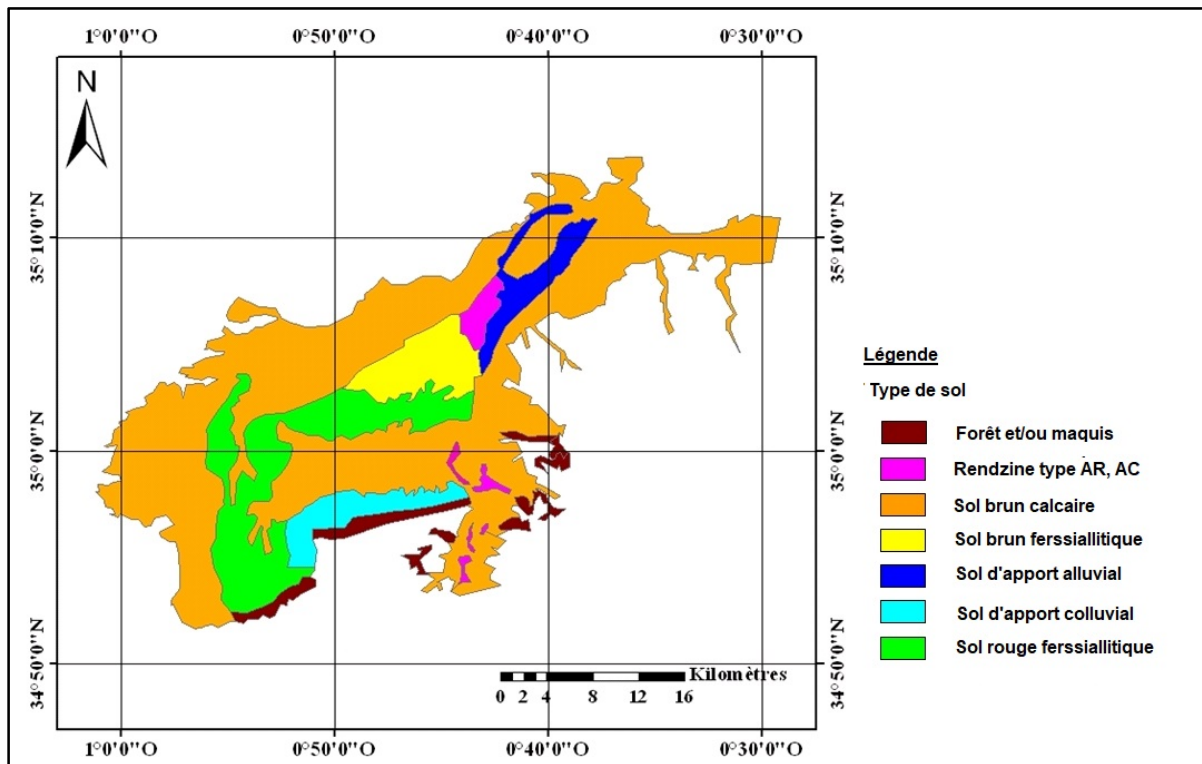 1°0'0"O 0°50'0"O 0°40'0"O 0°30'0"O
N
35°10'0"N
35°10'0"N
35°0'0"N
35°0'0"N
34°50'0"N
34°50'0"N
Légende
Type de sol
Forêt et/ou maquis
Rendzine type AR, AC
Sol brun calcaire
Sol brun ferssiallitique
Sol d'apport alluvial
Sol d'apport colluvial
Sol rouge ferssiallitique
Kilomètres
0 2 4 8 12 16
1°0'0"O 0°50'0"O 0°40'0"O 0°30'0"O